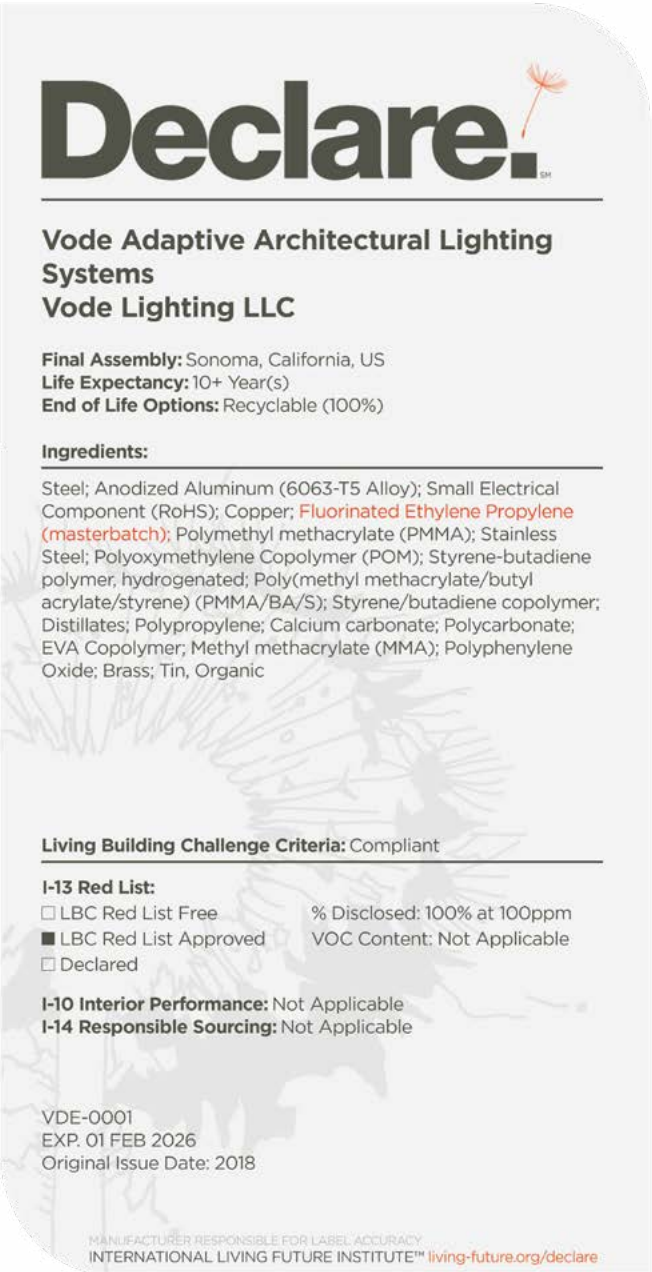 Declare.
SM
Vode Adaptive Architectural Lighting
Systems
Vode Lighting LLC
Final Assembly: Sonoma, California, US
Life Expectancy: 10+ Year(s)
End of Life Options: Recyclable (100%)
Ingredients:
Steel; Anodized Aluminum (6063-T5 Alloy); Small Electrical
Component (RoHS); Copper; Fluorinated Ethylene Propylene
(masterbatch); Polymethyl methacrylate (PMMA); Stainless
Steel; Polyoxymethylene Copolymer (POM); Styrene-butadiene
polymer, hydrogenated; Poly(methyl methacrylate/butyl
acrylate/styrene) (PMMA/BA/S); Styrene/butadiene copolymer;
Distillates; Polypropylene; Calcium carbonate; Polycarbonate;
EVA Copolymer; Methyl methacrylate (MMA); Polyphenylene
Oxide; Brass; Tin, Organic
Living Building Challenge Criteria: Compliant
I-13 Red List:
☐ LBC Red List Free % Disclosed: 100% at 100ppm
■ LBC Red List Approved VOC Content: Not Applicable
☐ Declared
I-10 Interior Performance: Not Applicable
I-14 Responsible Sourcing: Not Applicable
VDE-0001
EXP. 01 FEB 2026
Original Issue Date: 2018
MANUFACTURER RESPONSIBLE FOR LABEL ACCURACY
INTERNATIONAL LIVING FUTURE INSTITUTE™ living-future.org/declare